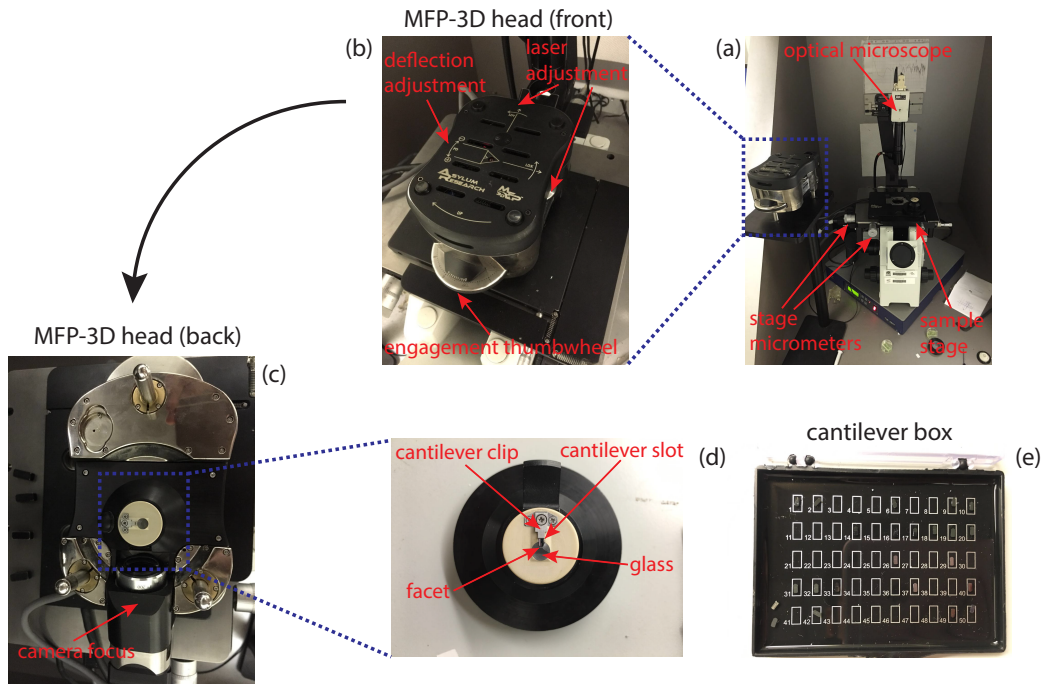 MFP-3D head (front)
(b)
deflection
adjustment
laser
adjustment
ASYLUM
RESEARCH
engagement thumbwheel
(a)
optical microscope
stage
micrometers
sample
stage
MFP-3D head (back)
(c)
camera focus
cantilever clip
cantilever slot
(d)
facet
glass
cantilever box
(e)
1 2 3 4 5 6 7 8 9 10
11 12 13 14 15 16 17 18 19 20
21 22 23 24 25 26 27 28 29 30
31 32 33 34 35 36 37 38 39 40
41 42 43 44 45 46 47 48 49 50